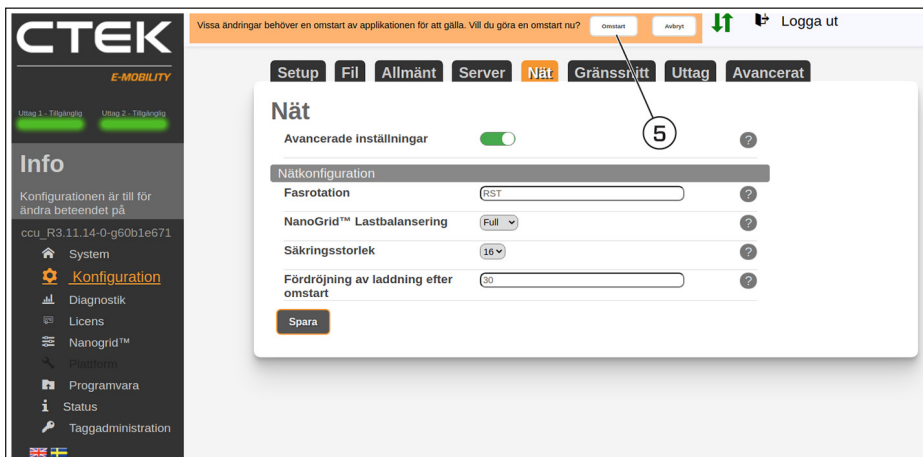 CTEK
E-MOBILITY
Uttag 1 - Tillgänglig Uttag 2 - Tillgänglig
Info
Konfigurationen är till för
ändra beteendet på
ccu_R3.11.14-0-g60b1e671
System
Konfiguration
Diagnostik
Licens
Nanogrid™
Plattform
Programvara
Status
Taggadministration
Vissa ändringar behöver en omstart av applikationen för att gälla. Vill du göra en omstart nu? Omstart Avbryt
Logga ut
Setup Fil Allmänt Server Nät Gränssnitt Uttag Avancerat
Nät
5
Avancerade inställningar ?
Nätkonfiguration
Fasrotation RST ?
NanoGrid™ Lastbalansering Full ?
Säkringsstorlek 16 ?
Fördröjning av laddning efter 30 ?
omstart
Spara